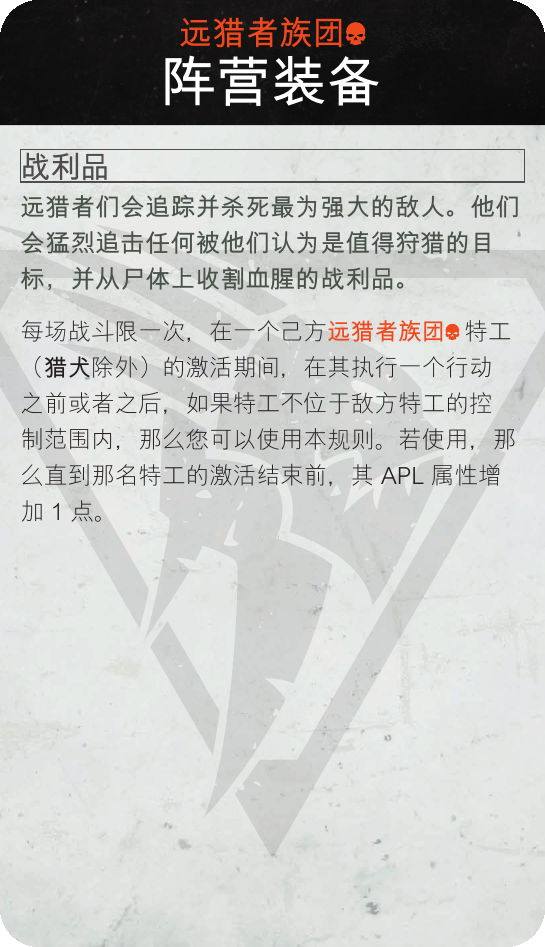 远猎者族团
阵营装备
战利品
远猎者们会追踪并杀死最为强大的敌人。他们
会猛烈追击任何被他们认为是值得狩猎的目
标，并从尸体上收割血腥的战利品。
每场战斗限一次，在一个己方远猎者族团特工
（猎犬除外）的激活期间，在其执行一个行动
之前或者之后，如果特工不位于敌方特工的控
制范围内，那么您可以使用本规则。若使用，那
么直到那名特工的激活结束前，其 APL 属性增
加 1 点。